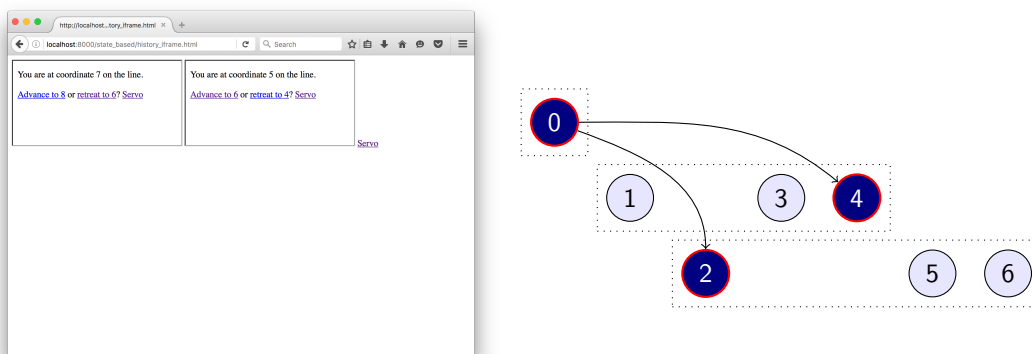 http://localhost...tory_iframe.html × +
localhost:8000/state_based/history_iframe.html Search
You are at coordinate 7 on the line.
Advance to 8 or retreat to 6? Servo
You are at coordinate 5 on the line.
Advance to 6 or retreat to 4? Servo
Servo
0
1 3 4
2 5 6